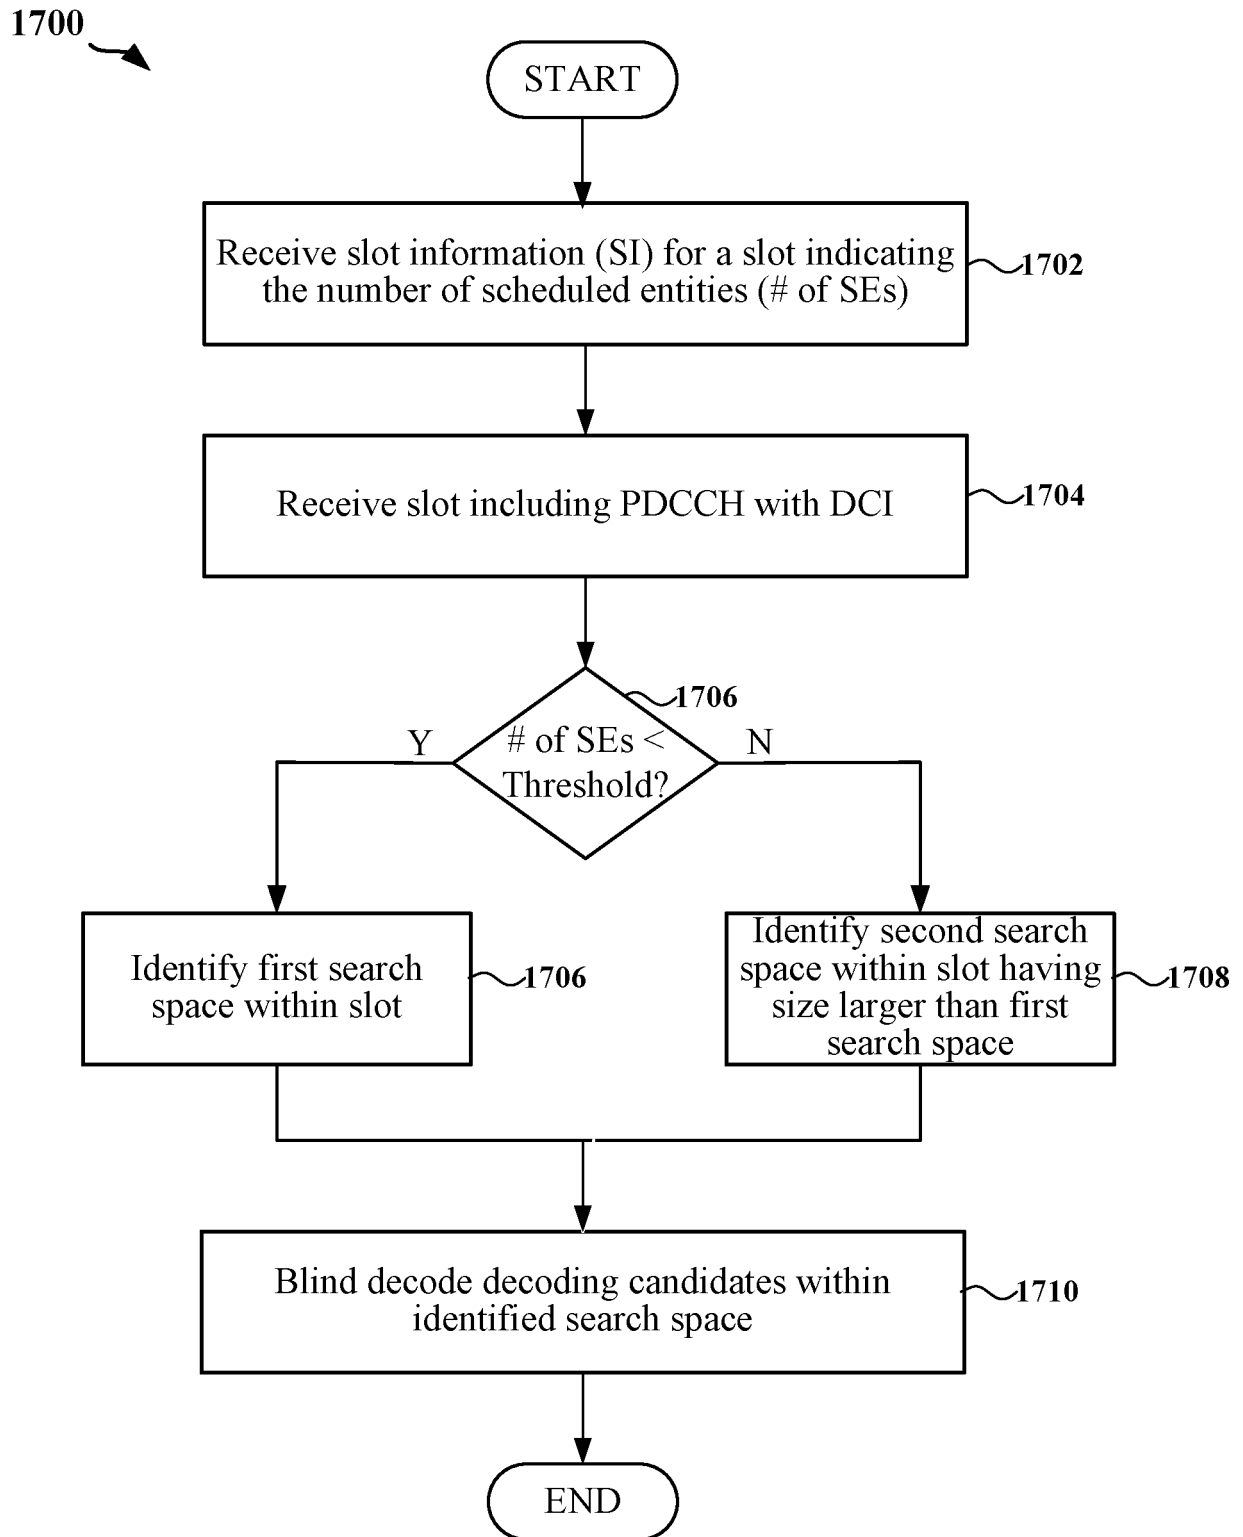 1700
START
Receive slot information (SI) for a slot indicating
the number of scheduled entities (# of SEs)
1702
Receive slot including PDCCH with DCI
1704
1706
# of SEs <
Threshold?
Y
N
Identify first search
space within slot
1706
Identify second search
space within slot having
size larger than first
search space
1708
Blind decode decoding candidates within
identified search space
1710
END